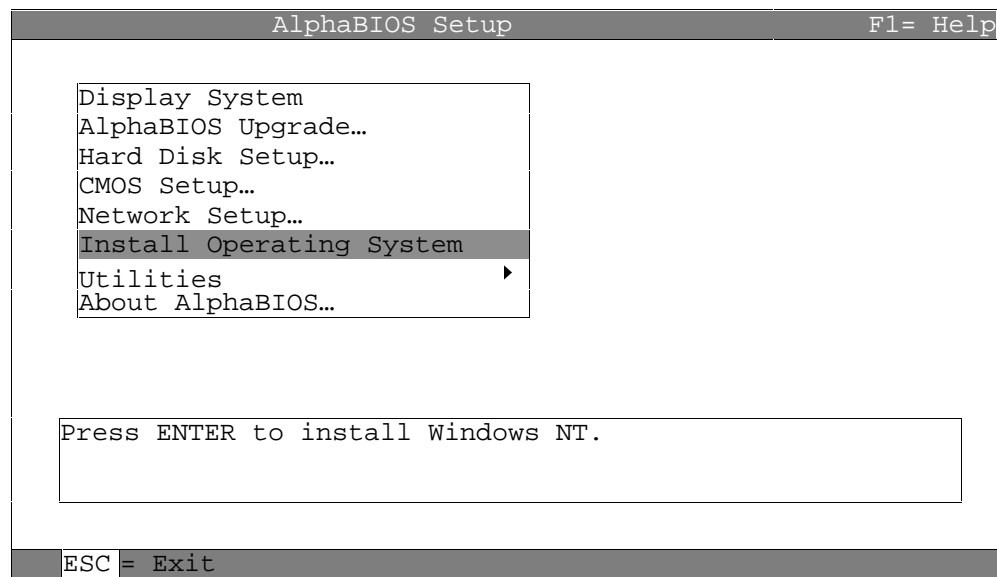 AlphaBIOS Setup F1= Help
Display System
AlphaBIOS Upgrade…
Hard Disk Setup…
CMOS Setup…
Network Setup…
Install Operating System
Utilities
About AlphaBIOS…
Press ENTER to install Windows NT.
ESC = Exit